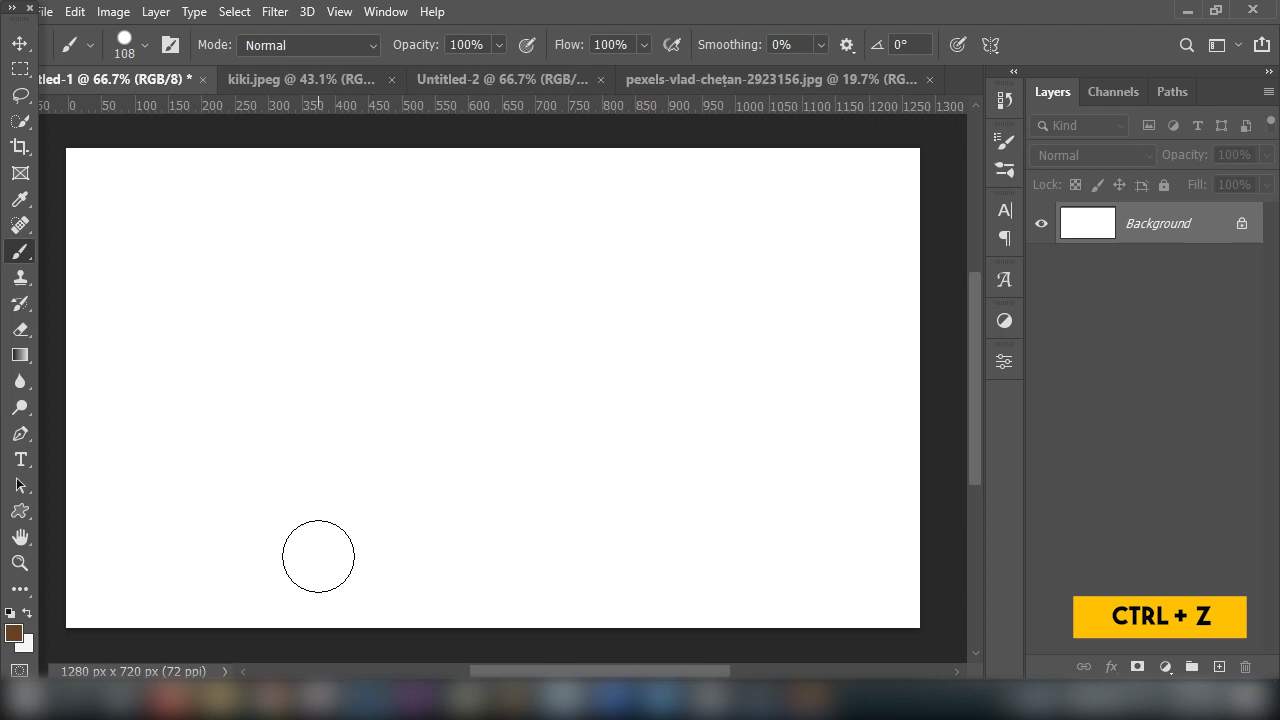 File Edit Image Layer Type Select Filter 3D View Window Help
108 Mode: Normal Opacity: 100% Flow: 100% Smoothing: 0% 0°
tled-1 @ 66.7% (RGB/8) * × kiki.jpeg @ 43.1% (RG... × Untitled-2 @ 66.7% (RGB/... × pexels-vlad-chețan-2923156.jpg @ 19.7% (RG... ×
50 0 50 100 150 200 250 300 350 400 450 500 550 600 650 700 750 800 850 900 950 1000 1050 1100 1150 1200 1250 1300
Layers Channels Paths
Kind
Normal Opacity: 100%
Lock: Fill: 100%
Background
CTRL + Z
1280 px x 720 px (72 ppi)